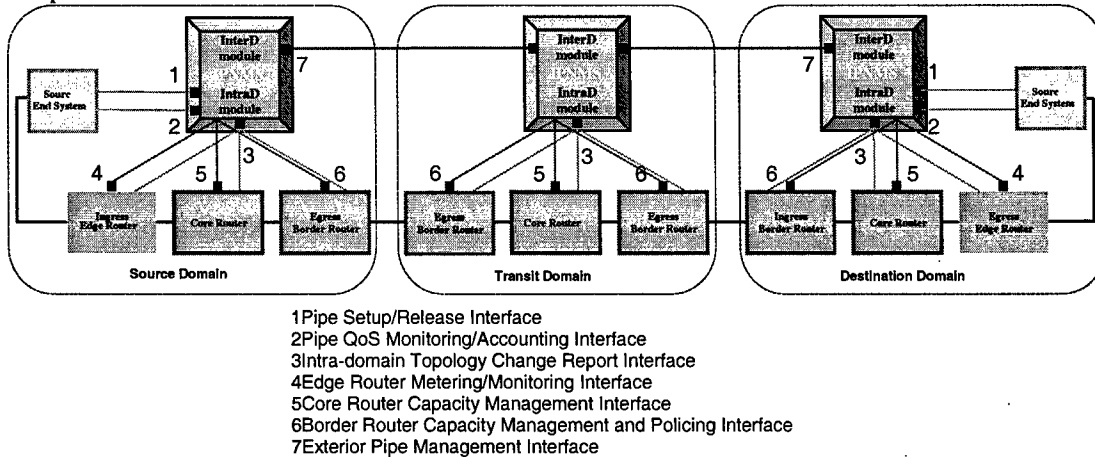 InterD
module
IPNMS
IntraD
module
InterD
module
IPNMS
IntraD
module
InterD
module
IPNMS
IntraD
module
1
7
7
1
Sourc
End System
Sourc
End System
2
2
3
3
3
4
5
6
6
5
6
6
5
4
Ingress
Edge Router
Core Router
Egress
Border Router
Egress
Border Router
Core Router
Egress
Border Router
Ingress
Border Router
Core Router
Egress
Edge Router
Source Domain
Transit Domain
Destination Domain
1Pipe Setup/Release Interface
2Pipe QoS Monitoring/Accounting Interface
3Intra-domain Topology Change Report Interface
4Edge Router Metering/Monitoring Interface
5Core Router Capacity Management Interface
6Border Router Capacity Management and Policing Interface
7Exterior Pipe Management Interface